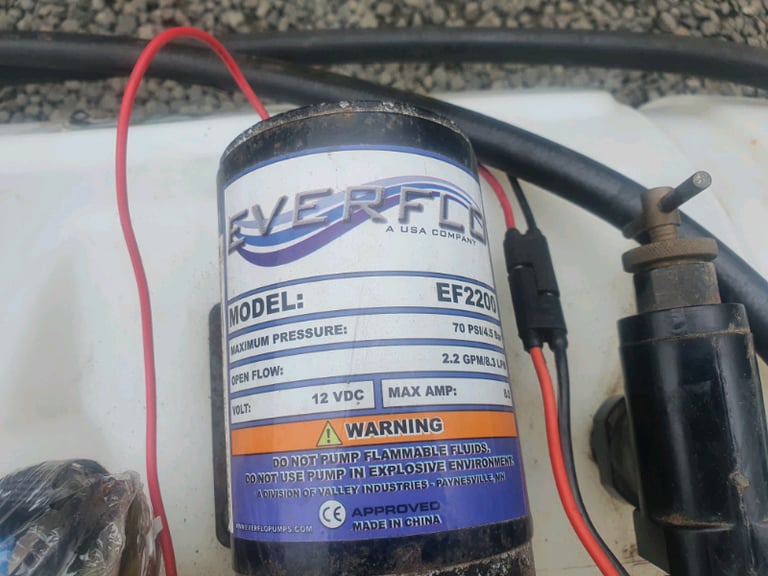 EVERFLO
A USA COMPANY
MODEL: EF2200
MAXIMUM PRESSURE: 70 PSI/4.5 Bar
OPEN FLOW: 2.2 GPM/8.3 LPM
VOLT: 12 VDC MAX AMP:
WARNING
DO NOT PUMP FLAMMABLE FLUIDS.
DO NOT USE PUMP IN EXPLOSIVE ENVIRONMENT.
A DIVISION OF VALLEY INDUSTRIES - PAYNESVILLE, MN
CE APPROVED
WWW.EVERFLOPUMPS.COM MADE IN CHINA